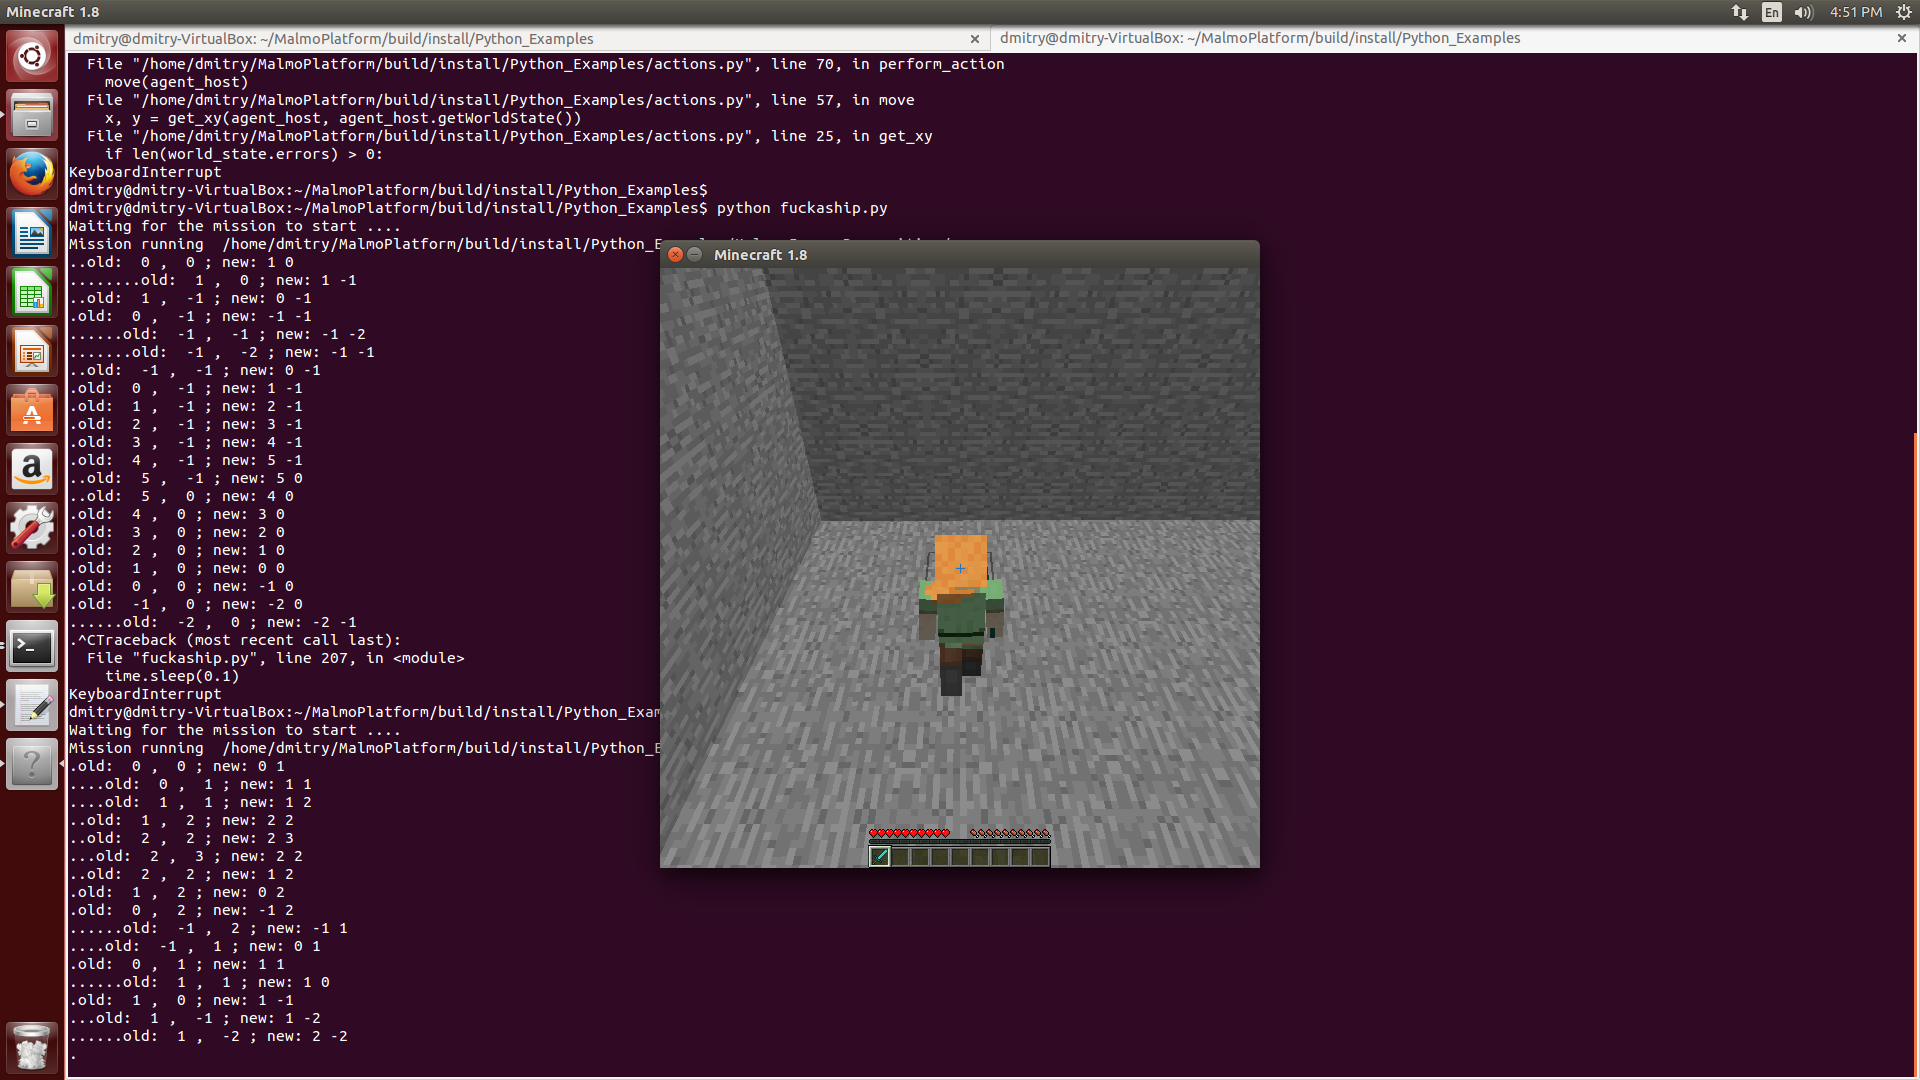 Minecraft 1.8
En
4:51 PM
dmitry@dmitry-VirtualBox: ~/MalmoPlatform/build/install/Python_Examples
dmitry@dmitry-VirtualBox: ~/MalmoPlatform/build/install/Python_Examples
File "/home/dmitry/MalmoPlatform/build/install/Python_Examples/actions.py", line 70, in perform_action
move(agent_host)
File "/home/dmitry/MalmoPlatform/build/install/Python_Examples/actions.py", line 57, in move
x, y = get_xy(agent_host, agent_host.getWorldState())
File "/home/dmitry/MalmoPlatform/build/install/Python_Examples/actions.py", line 25, in get_xy
if len(world_state.errors) > 0:
KeyboardInterrupt
dmitry@dmitry-VirtualBox:~/MalmoPlatform/build/install/Python_Examples$
dmitry@dmitry-VirtualBox:~/MalmoPlatform/build/install/Python_Examples$ python fuckaship.py
Waiting for the mission to start ....
Mission running  /home/dmitry/MalmoPlatform/build/install/Python_E
..old:  0 ,  0 ; new: 1 0
........old:  1 ,  0 ; new: 1 -1
..old:  1 ,  -1 ; new: 0 -1
.old:  0 ,  -1 ; new: -1 -1
......old:  -1 ,  -1 ; new: -1 -2
.......old:  -1 ,  -2 ; new: -1 -1
..old:  -1 ,  -1 ; new: 0 -1
.old:  0 ,  -1 ; new: 1 -1
.old:  1 ,  -1 ; new: 2 -1
.old:  2 ,  -1 ; new: 3 -1
.old:  3 ,  -1 ; new: 4 -1
.old:  4 ,  -1 ; new: 5 -1
..old:  5 ,  -1 ; new: 5 0
..old:  5 ,  0 ; new: 4 0
.old:  4 ,  0 ; new: 3 0
.old:  3 ,  0 ; new: 2 0
.old:  2 ,  0 ; new: 1 0
.old:  1 ,  0 ; new: 0 0
.old:  0 ,  0 ; new: -1 0
.old:  -1 ,  0 ; new: -2 0
......old:  -2 ,  0 ; new: -2 -1
.^CTraceback (most recent call last):
File "fuckaship.py", line 207, in <module>
time.sleep(0.1)
KeyboardInterrupt
dmitry@dmitry-VirtualBox:~/MalmoPlatform/build/install/Python_Exam
Waiting for the mission to start ....
Mission running  /home/dmitry/MalmoPlatform/build/install/Python_E
.old:  0 ,  0 ; new: 0 1
....old:  0 ,  1 ; new: 1 1
....old:  1 ,  1 ; new: 1 2
..old:  1 ,  2 ; new: 2 2
..old:  2 ,  2 ; new: 2 3
...old:  2 ,  3 ; new: 2 2
..old:  2 ,  2 ; new: 1 2
.old:  1 ,  2 ; new: 0 2
.old:  0 ,  2 ; new: -1 2
......old:  -1 ,  2 ; new: -1 1
....old:  -1 ,  1 ; new: 0 1
.old:  0 ,  1 ; new: 1 1
......old:  1 ,  1 ; new: 1 0
.old:  1 ,  0 ; new: 1 -1
...old:  1 ,  -1 ; new: 1 -2
......old:  1 ,  -2 ; new: 2 -2
.
Minecraft 1.8